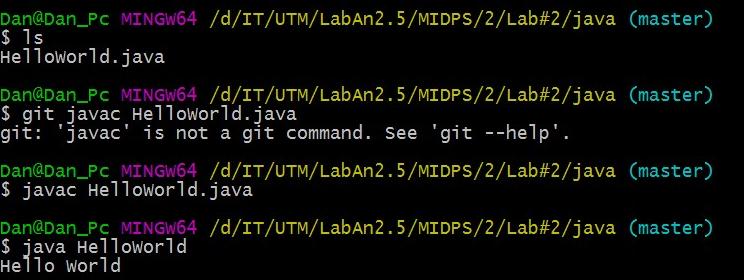 Dan@Dan_Pc MINGW64 /d/IT/UTM/LabAn2.5/MIDPS/2/Lab#2/java (master)
$ ls
HelloWorld.java
Dan@Dan_Pc MINGW64 /d/IT/UTM/LabAn2.5/MIDPS/2/Lab#2/java (master)
$ git javac HelloWorld.java
git: 'javac' is not a git command. See 'git --help'.
Dan@Dan_Pc MINGW64 /d/IT/UTM/LabAn2.5/MIDPS/2/Lab#2/java (master)
$ javac HelloWorld.java
Dan@Dan_Pc MINGW64 /d/IT/UTM/LabAn2.5/MIDPS/2/Lab#2/java (master)
$ java HelloWorld
Hello World